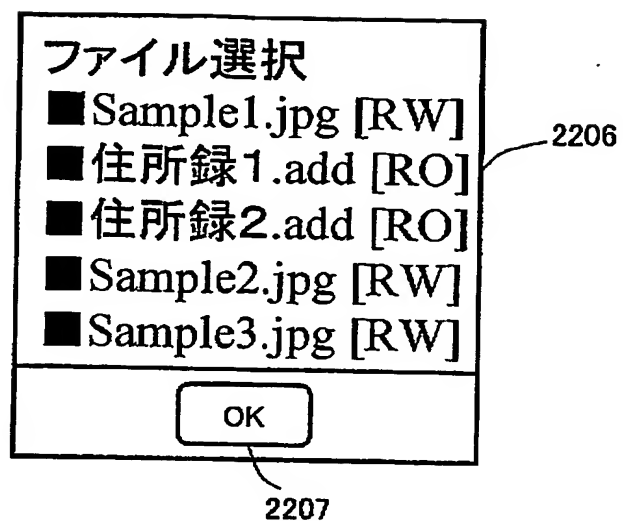 ファイル選択
■Sample1.jpg [RW]
■住所録1.add [RO]
■住所録2.add [RO]
■Sample2.jpg [RW]
■Sample3.jpg [RW]
OK
2206
2207